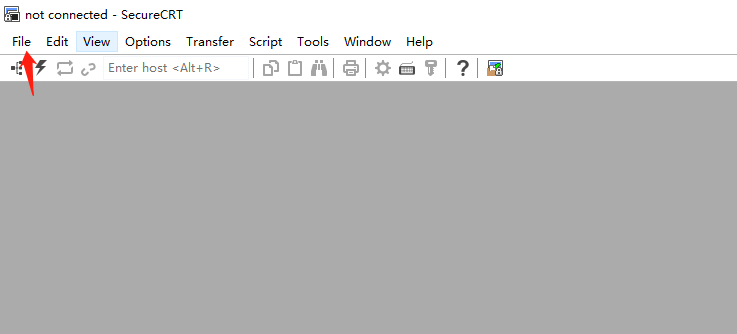 not connected - SecureCRT
File Edit View Options Transfer Script Tools Window Help
Enter host <Alt+R>